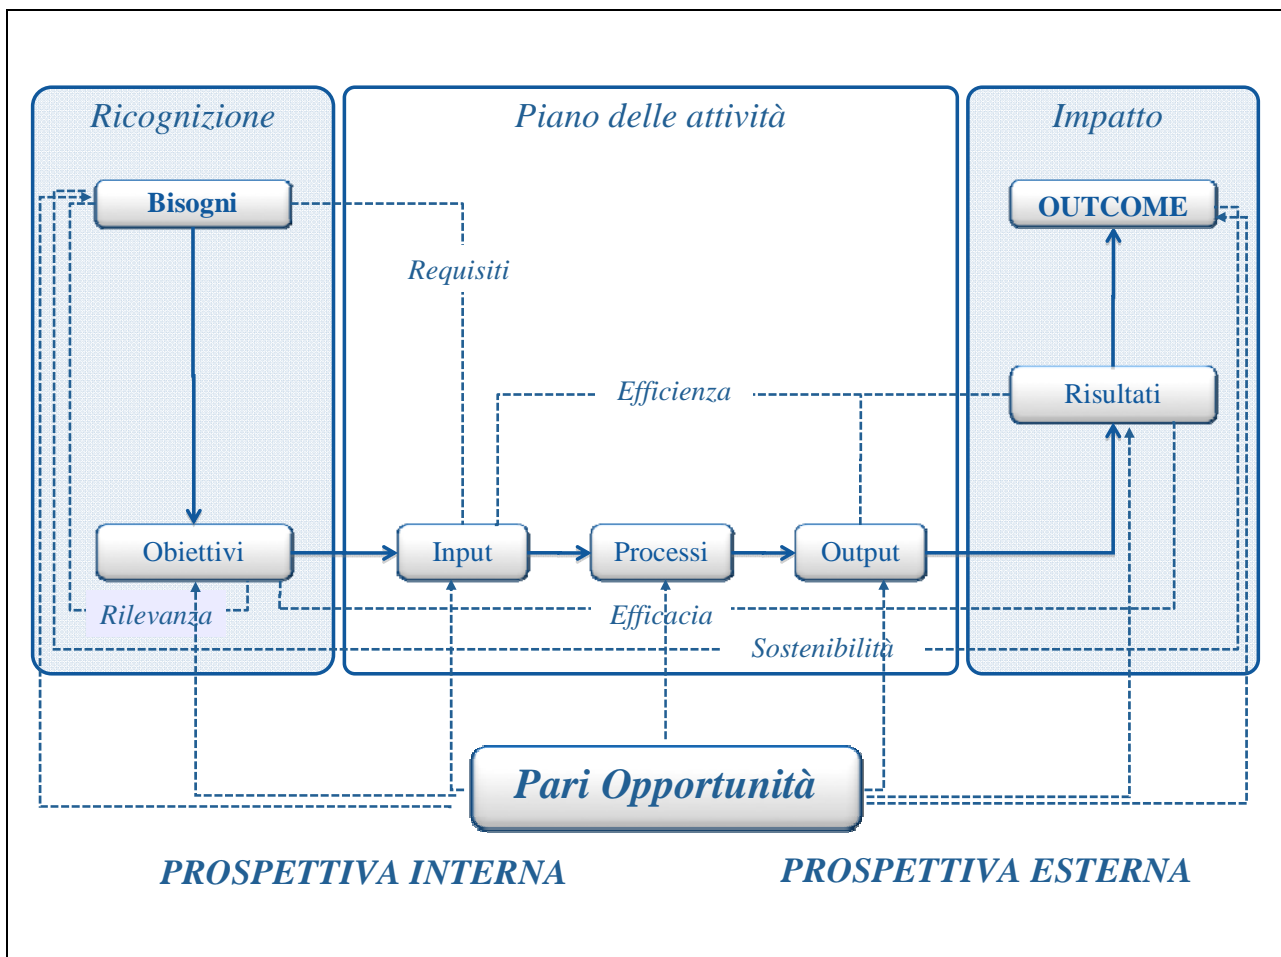 Ricognizione
Piano delle attività
Impatto
Bisogni
OUTCOME
Requisiti
Efficienza
Risultati
Obiettivi
Input
Processi
Output
Rilevanza
Efficacia
Sostenibilità
Pari Opportunità
PROSPETTIVA INTERNA
PROSPETTIVA ESTERNA